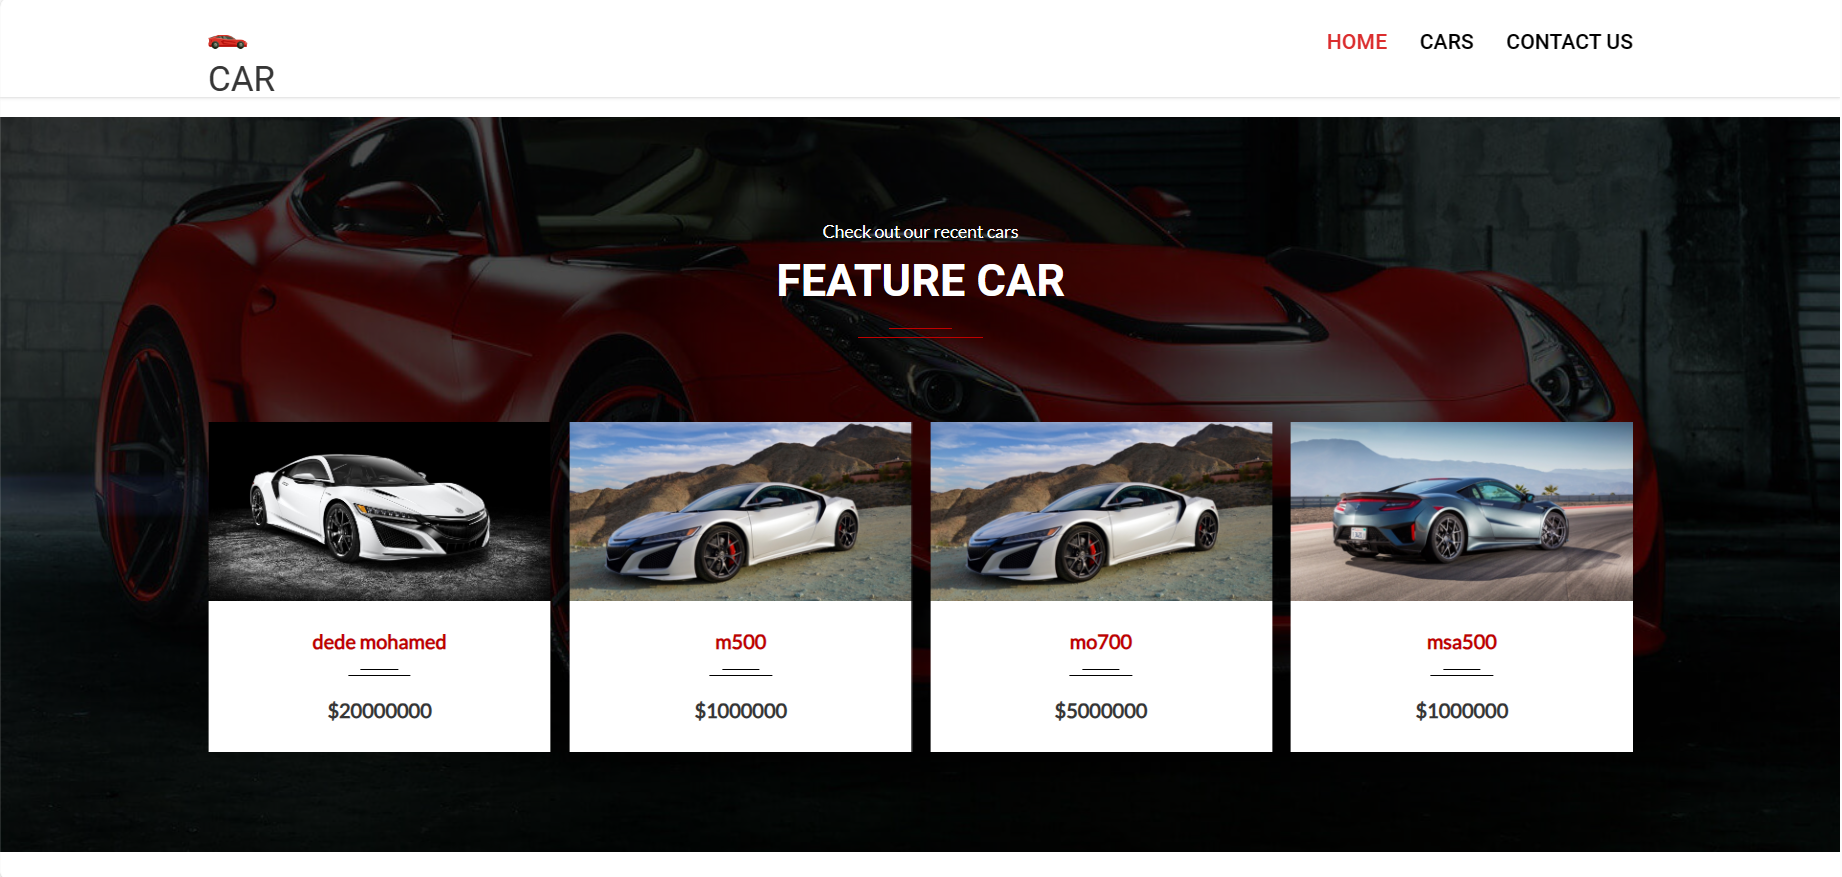 CAR
HOME
CARS
CONTACT US
Check out our recent cars
FEATURE CAR
dede mohamed
$20000000
m500
$1000000
mo700
$5000000
msa500
$1000000